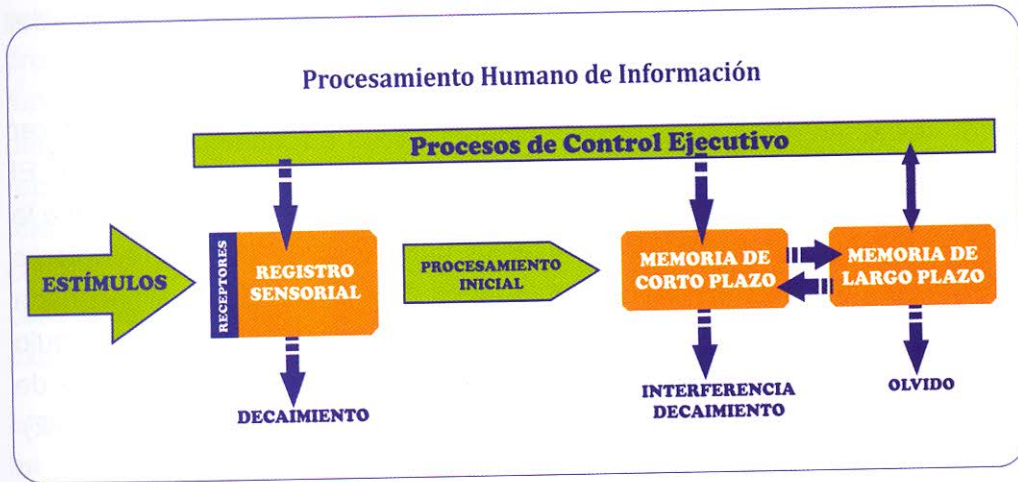 Procesamiento Humano de Información
Procesos de Control Ejecutivo
ESTÍMULOS
RECEPTORES
REGISTRO
SENSORIAL
PROCESAMIENTO
INICIAL
MEMORIA DE
CORTO PLAZO
MEMORIA DE
LARGO PLAZO
DECAIMIENTO
INTERFERENCIA
DECAIMIENTO
OLVIDO